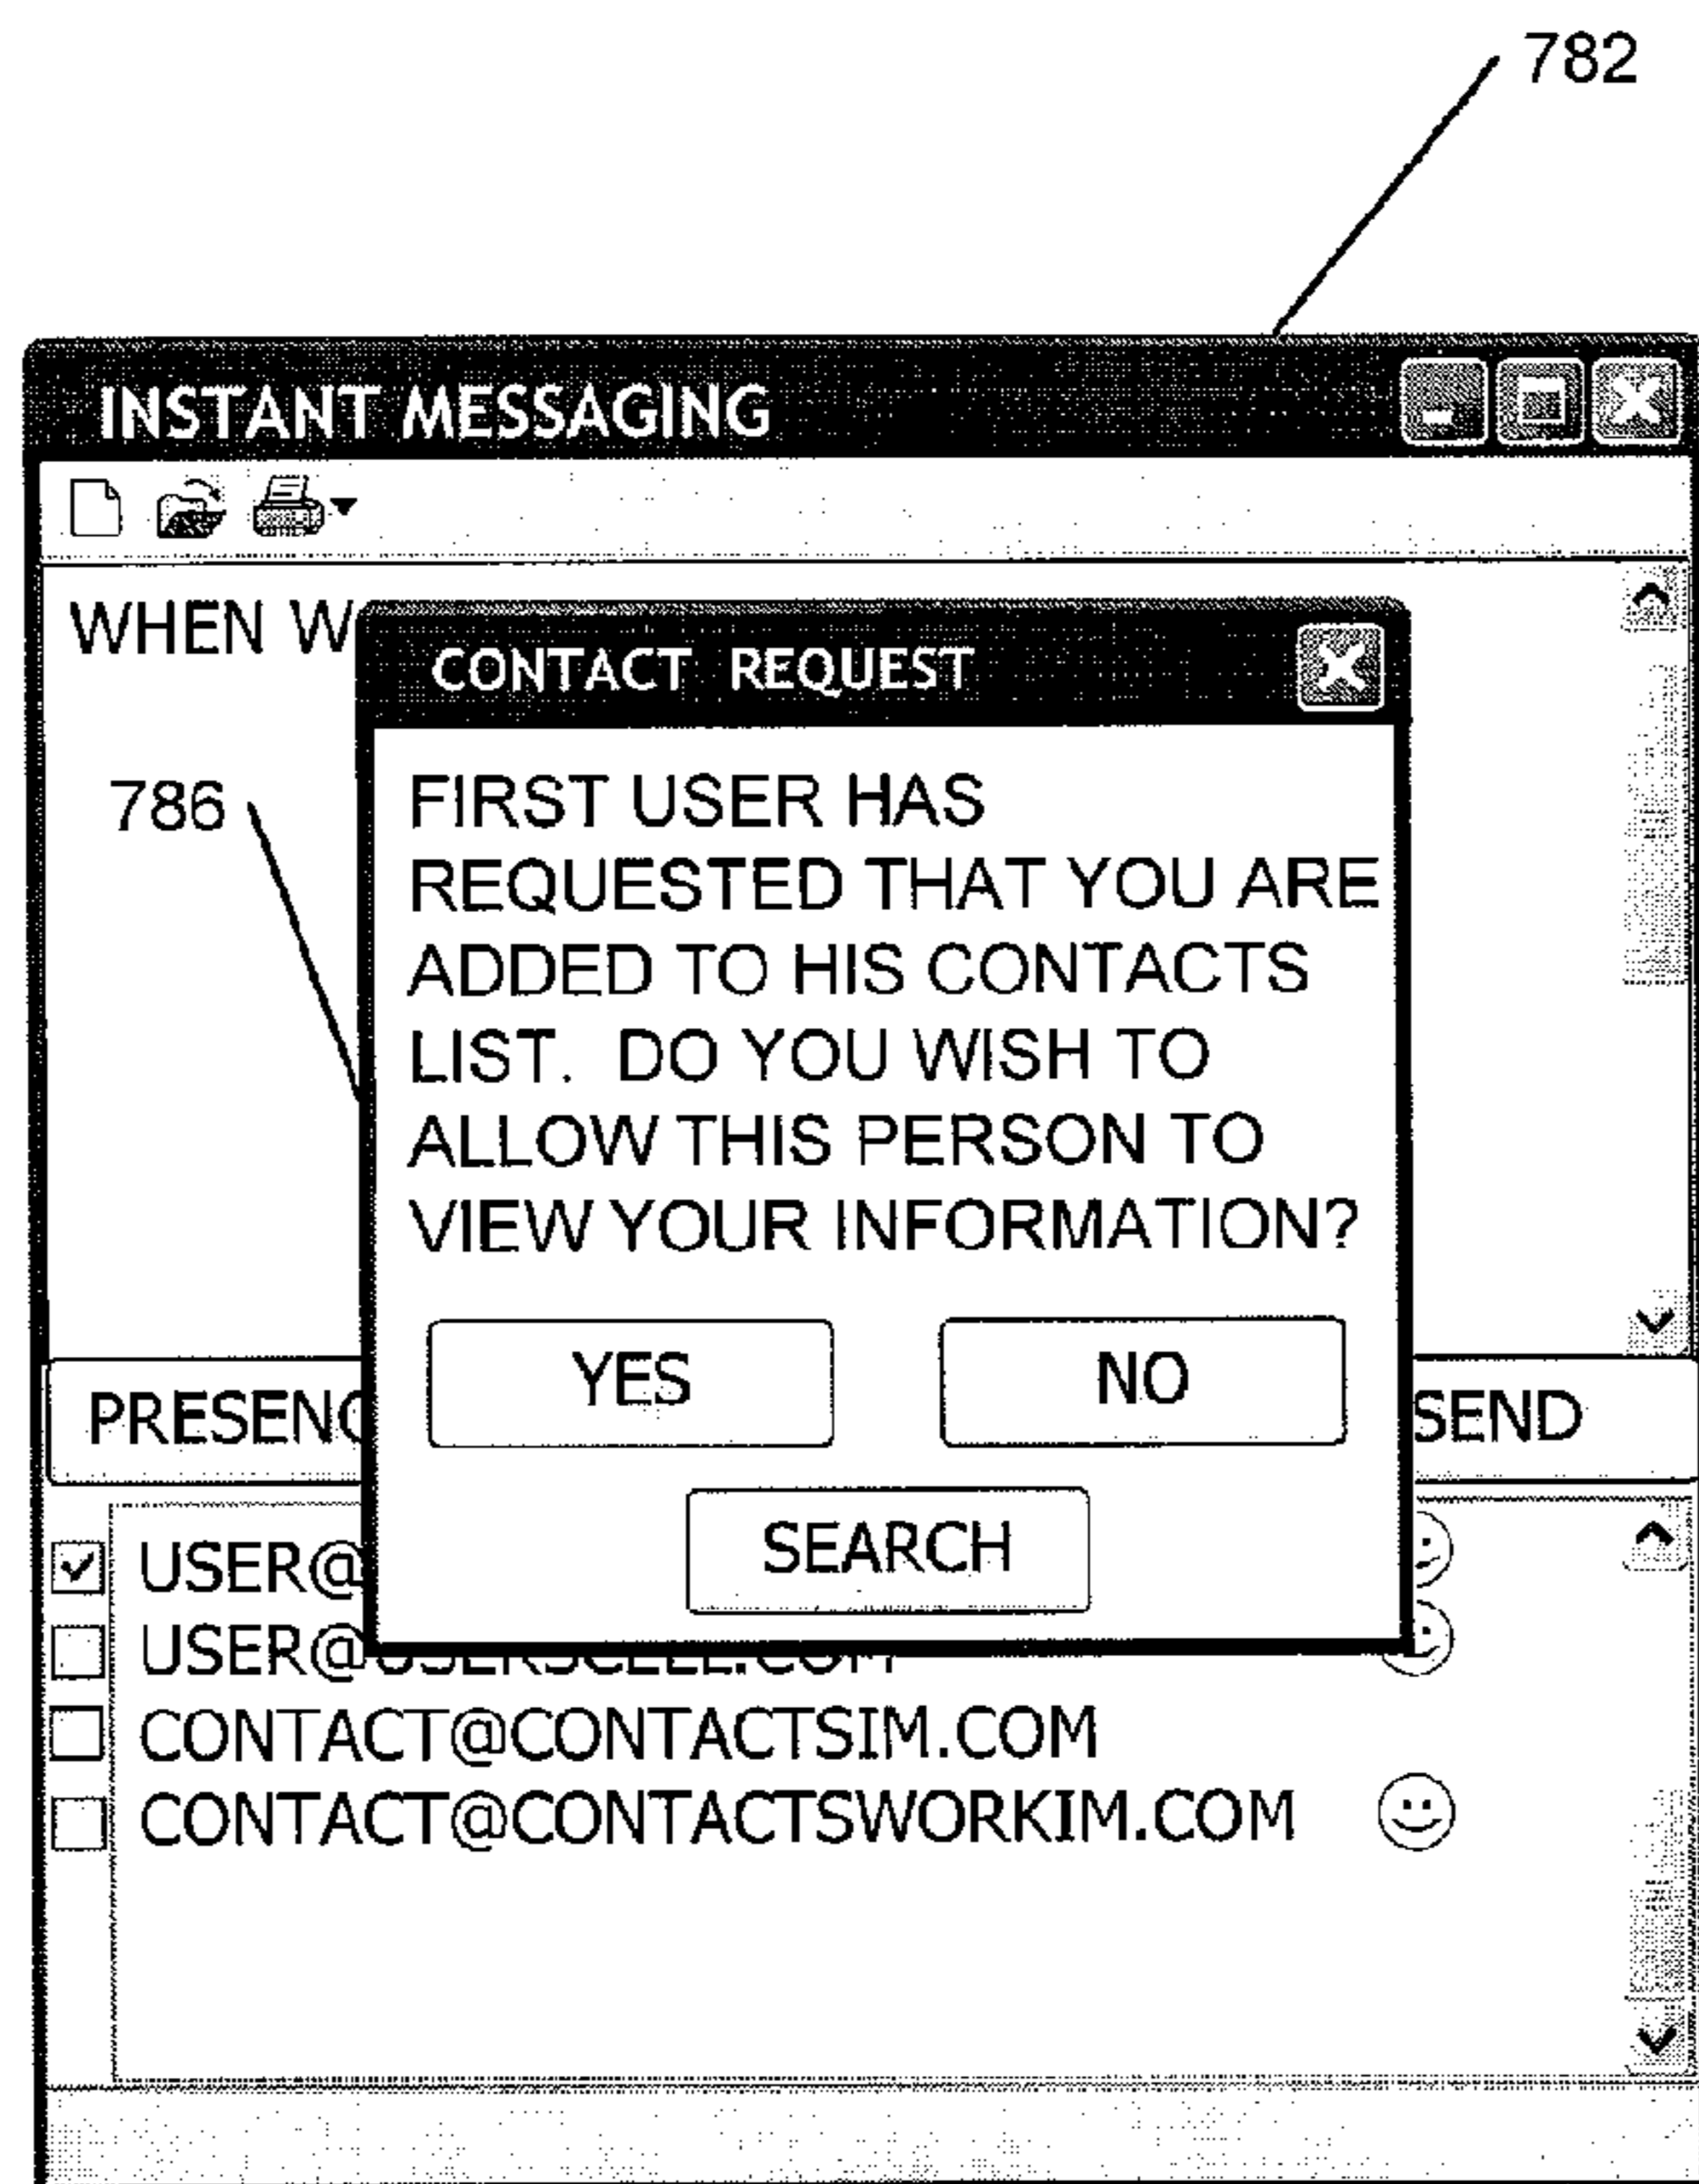 782
INSTANT MESSAGING
WHEN W
CONTACT REQUEST
786
FIRST USER HAS
REQUESTED THAT YOU ARE
ADDED TO HIS CONTACTS
LIST. DO YOU WISH TO
ALLOW THIS PERSON TO
VIEW YOUR INFORMATION?
YES NO
PRESENC SEND
SEARCH
USER@
USER@USERSCELL.COM
CONTACT@CONTACTSIM.COM
CONTACT@CONTACTSWORKIM.COM